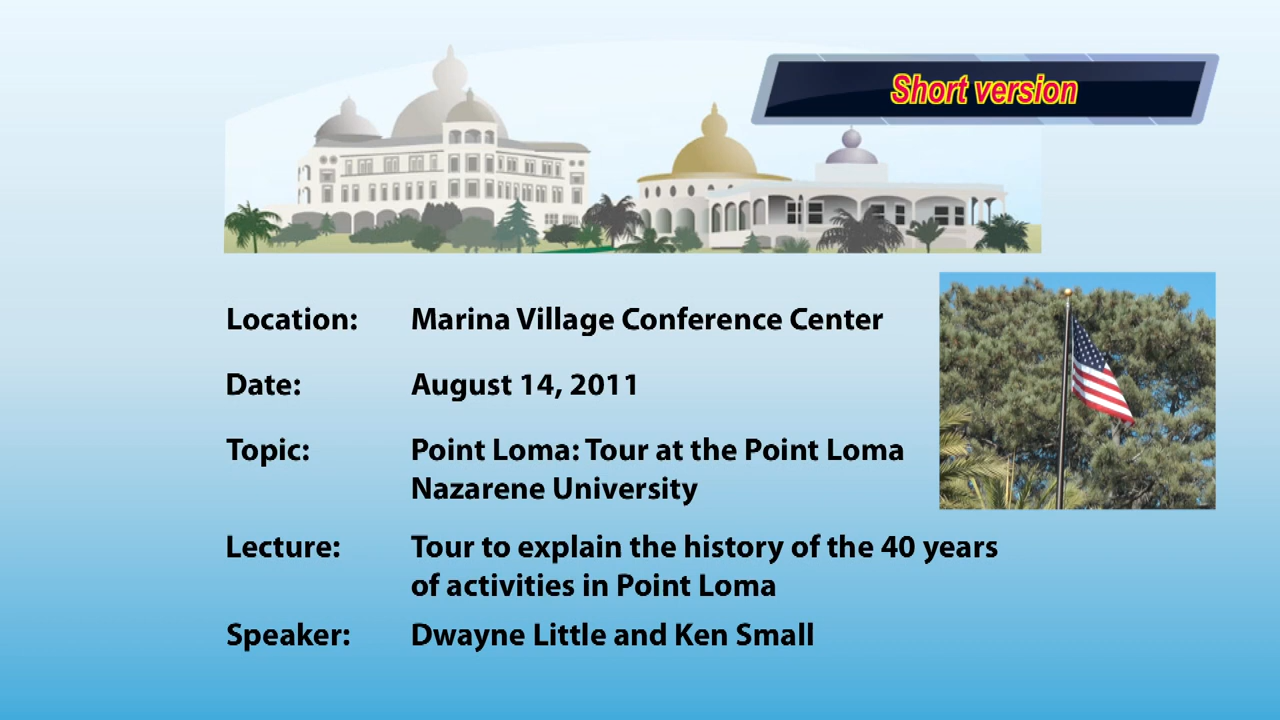 Short version
Location: Marina Village Conference Center
Date: August 14, 2011
Topic: Point Loma: Tour at the Point Loma
Nazarene University
Lecture: Tour to explain the history of the 40 years
of activities in Point Loma
Speaker: Dwayne Little and Ken Small